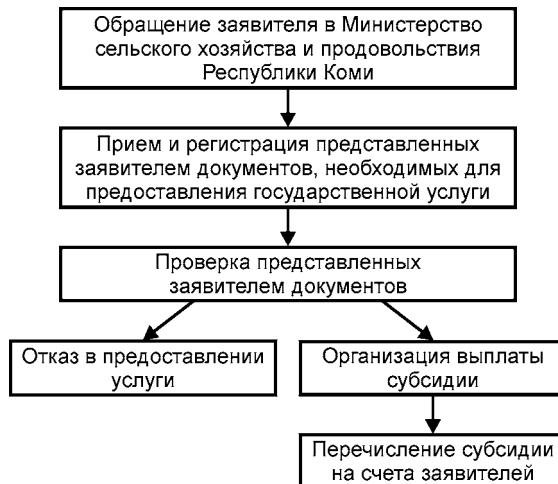 Обращение заявителя в Министерство
сельского хозяйства и продовольствия
Республики Коми
Прием и регистрация представленных
заявителем документов, необходимых для
предоставления государственной услуги
Проверка представленных
заявителем документов
Отказ в предоставлении
услуги
Организация выплаты
субсидии
Перечисление субсидии
на счета заявителей